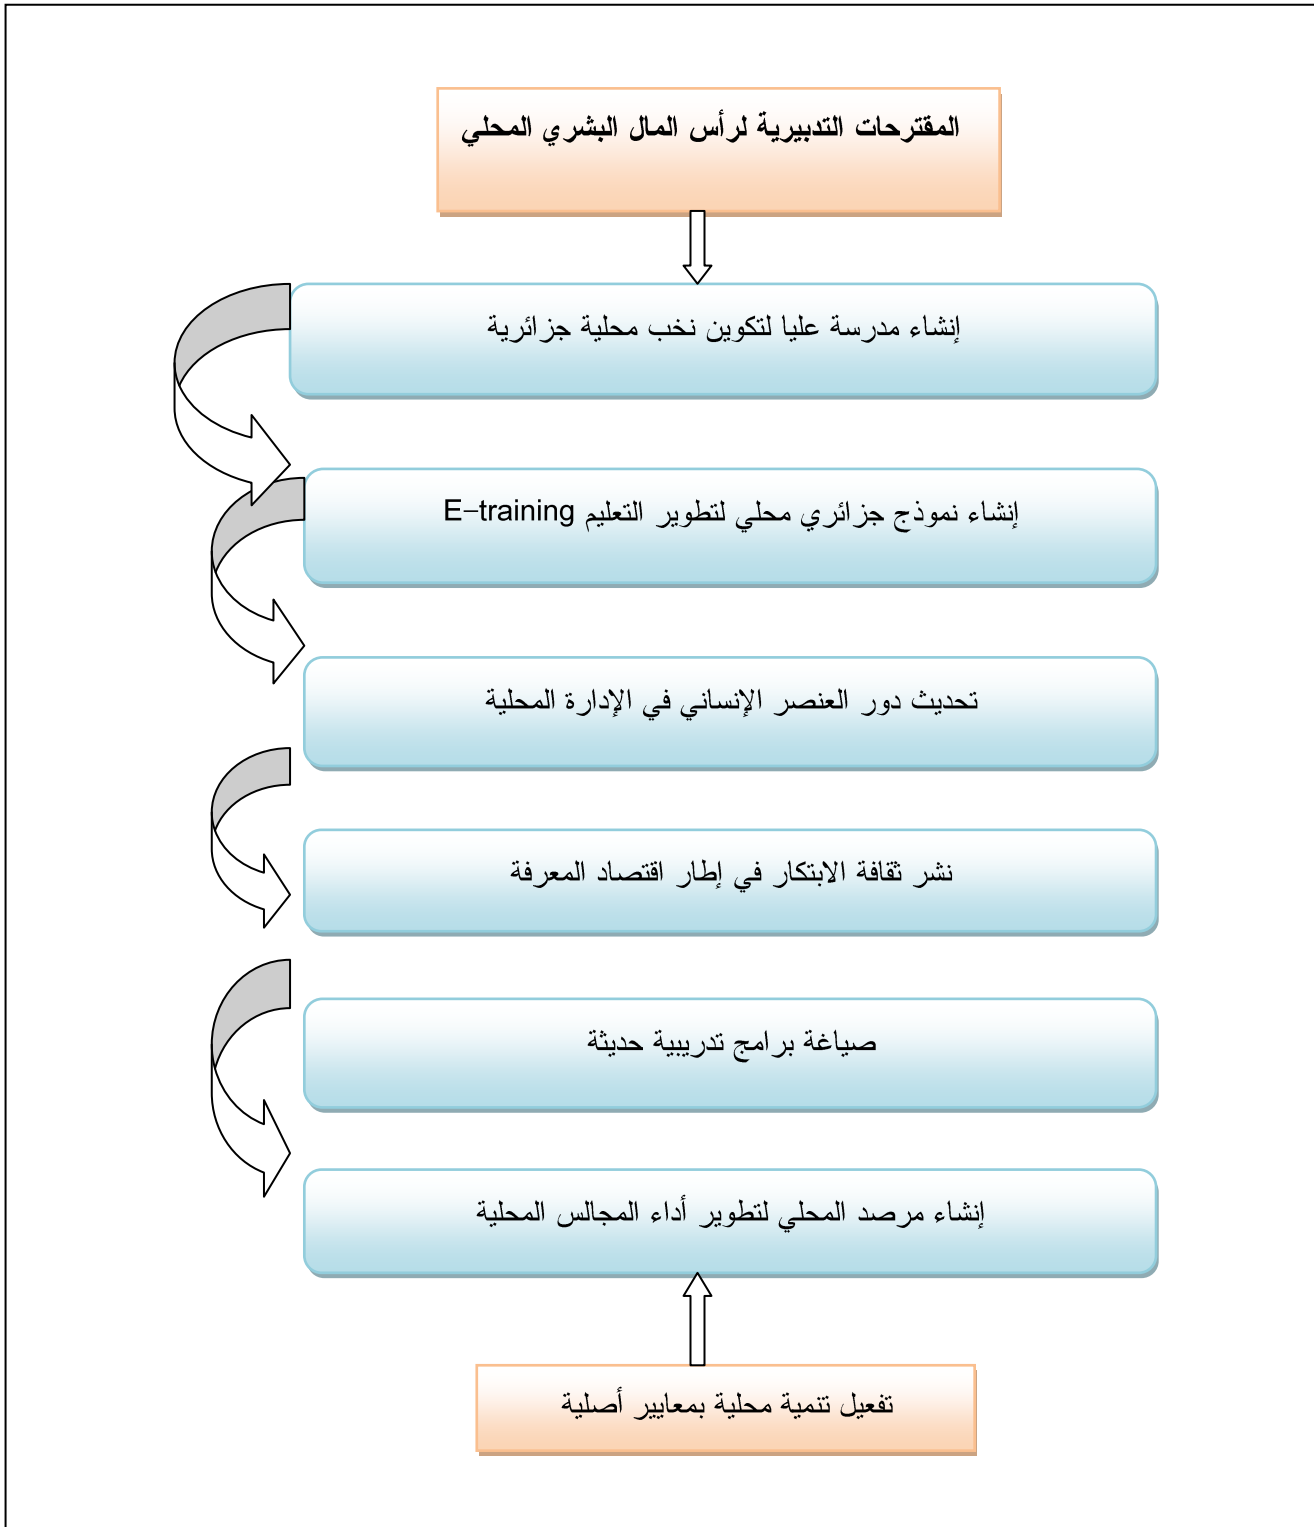 المقترحات التدبيرية لرأس المال البشري المحلي
إنشاء مدرسة عليا لتكوين نخب محلية جزائرية
إنشاء نموذج جزائري محلي لتطوير التعليم E-training
تحديث دور العنصر الإنساني في الإدارة المحلية
نشر ثقافة الابتكار في إطار اقتصاد المعرفة
صياغة برامج تدريبية حديثة
إنشاء مرصد المحلي لتطوير أداء المجالس المحلية
تفعيل تنمية محلية بمعايير أصلية